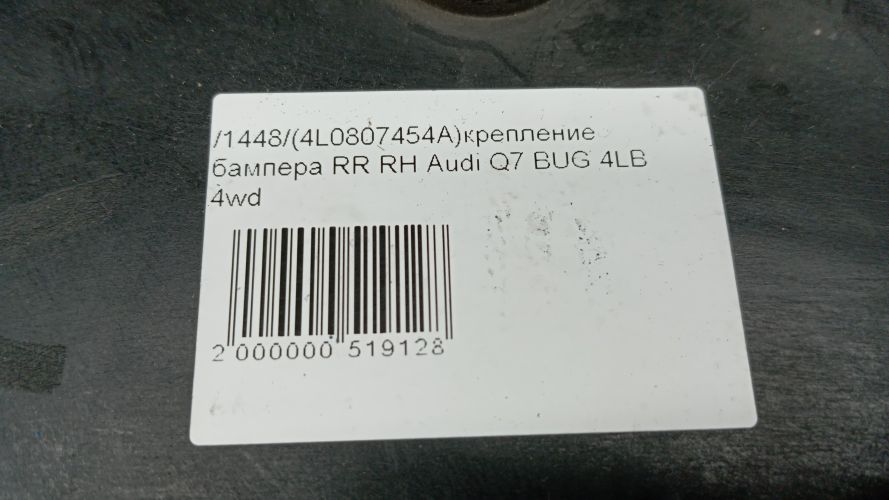 /1448/(4L0807454A)крепление
бампера RR RH Audi Q7 BUG 4LB
4wd
2 000000 519128